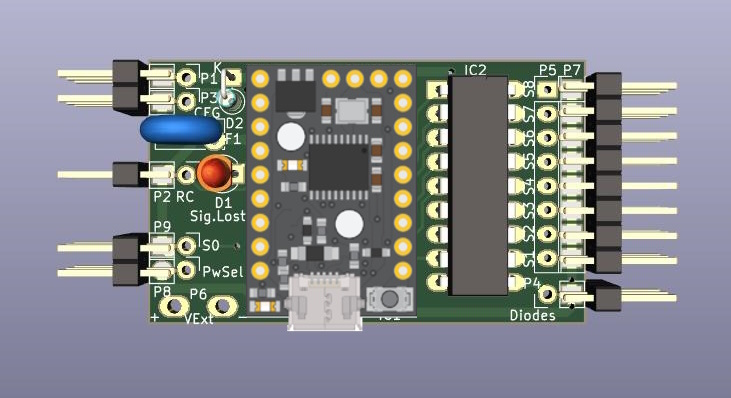 K
P1
P3
CFG
D2
F1
P2 RC
D1
Sig.Lost
P9
S0
PwSel
P8 P6
+ VExt -
IC1
IC2
P5 P7
S8
S7
S6
S5
S4
S3
S2
S1
P4
Diodes